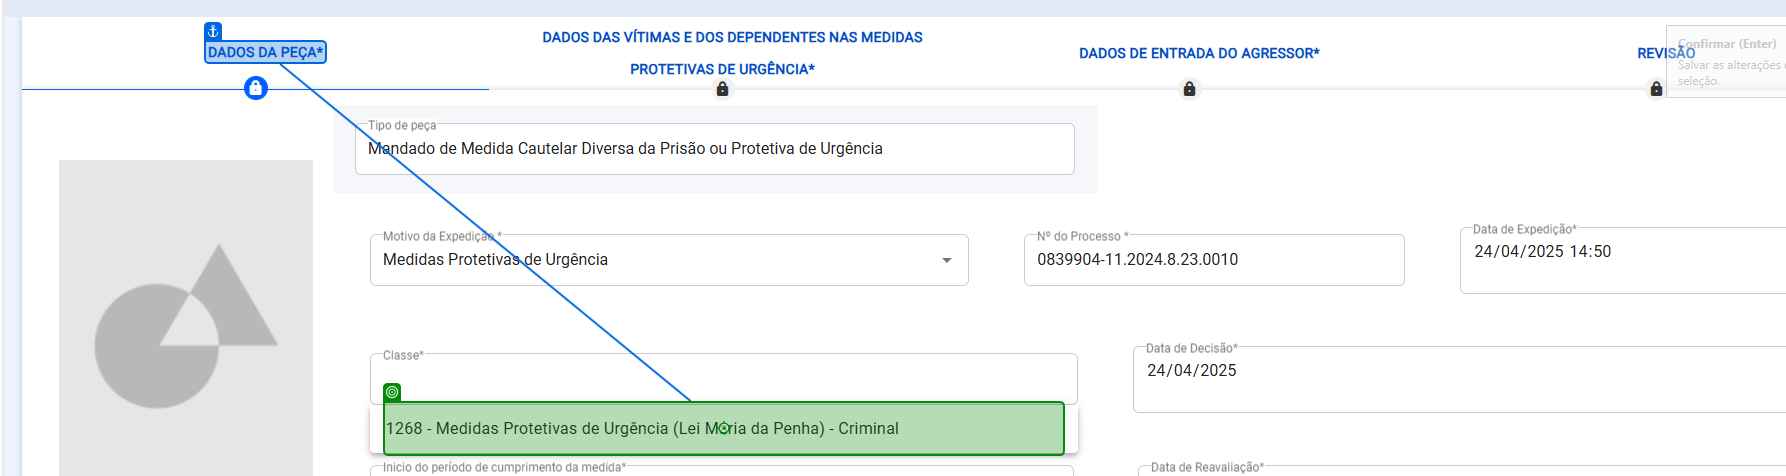 DADOS DA PEÇA*
DADOS DAS VÍTIMAS E DOS DEPENDENTES NAS MEDIDAS
PROTETIVAS DE URGÊNCIA*
DADOS DE ENTRADA DO AGRESSOR*
REVISÃO
Confirmar (Enter)
Salvar as alterações
seleção.
Tipo de peça
Mandado de Medida Cautelar Diversa da Prisão ou Protetiva de Urgência
Motivo da Expedição *
Medidas Protetivas de Urgência
Nº do Processo *
0839904-11.2024.8.23.0010
Data de Expedição*
24/04/2025 14:50
Classe*
Data de Decisão*
24/04/2025
1268 - Medidas Protetivas de Urgência (Lei Maria da Penha) - Criminal
Inicio do período de cumprimento da medida*
Data de Reavaliação*